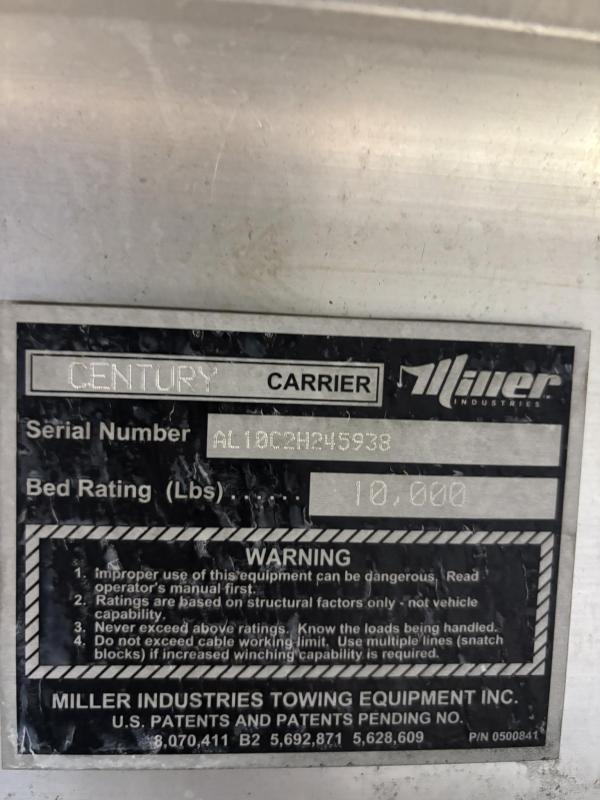 CENTURY CARRIER Miller
INDUSTRIES
Serial Number AL10C2H245938
Bed Rating (Lbs)...... 10,000
WARNING
1. Improper use of this equipment can be dangerous. Read
operator's manual first.
2. Ratings are based on structural factors only - not vehicle
capability.
3. Never exceed above ratings. Know the loads being handled.
4. Do not exceed cable working limit. Use multiple lines (snatch
blocks) if increased winching capability is required.
MILLER INDUSTRIES TOWING EQUIPMENT INC.
U.S. PATENTS AND PATENTS PENDING NO.
8,070,411 B2 5,692,871 5,628,609 P/N 0500841